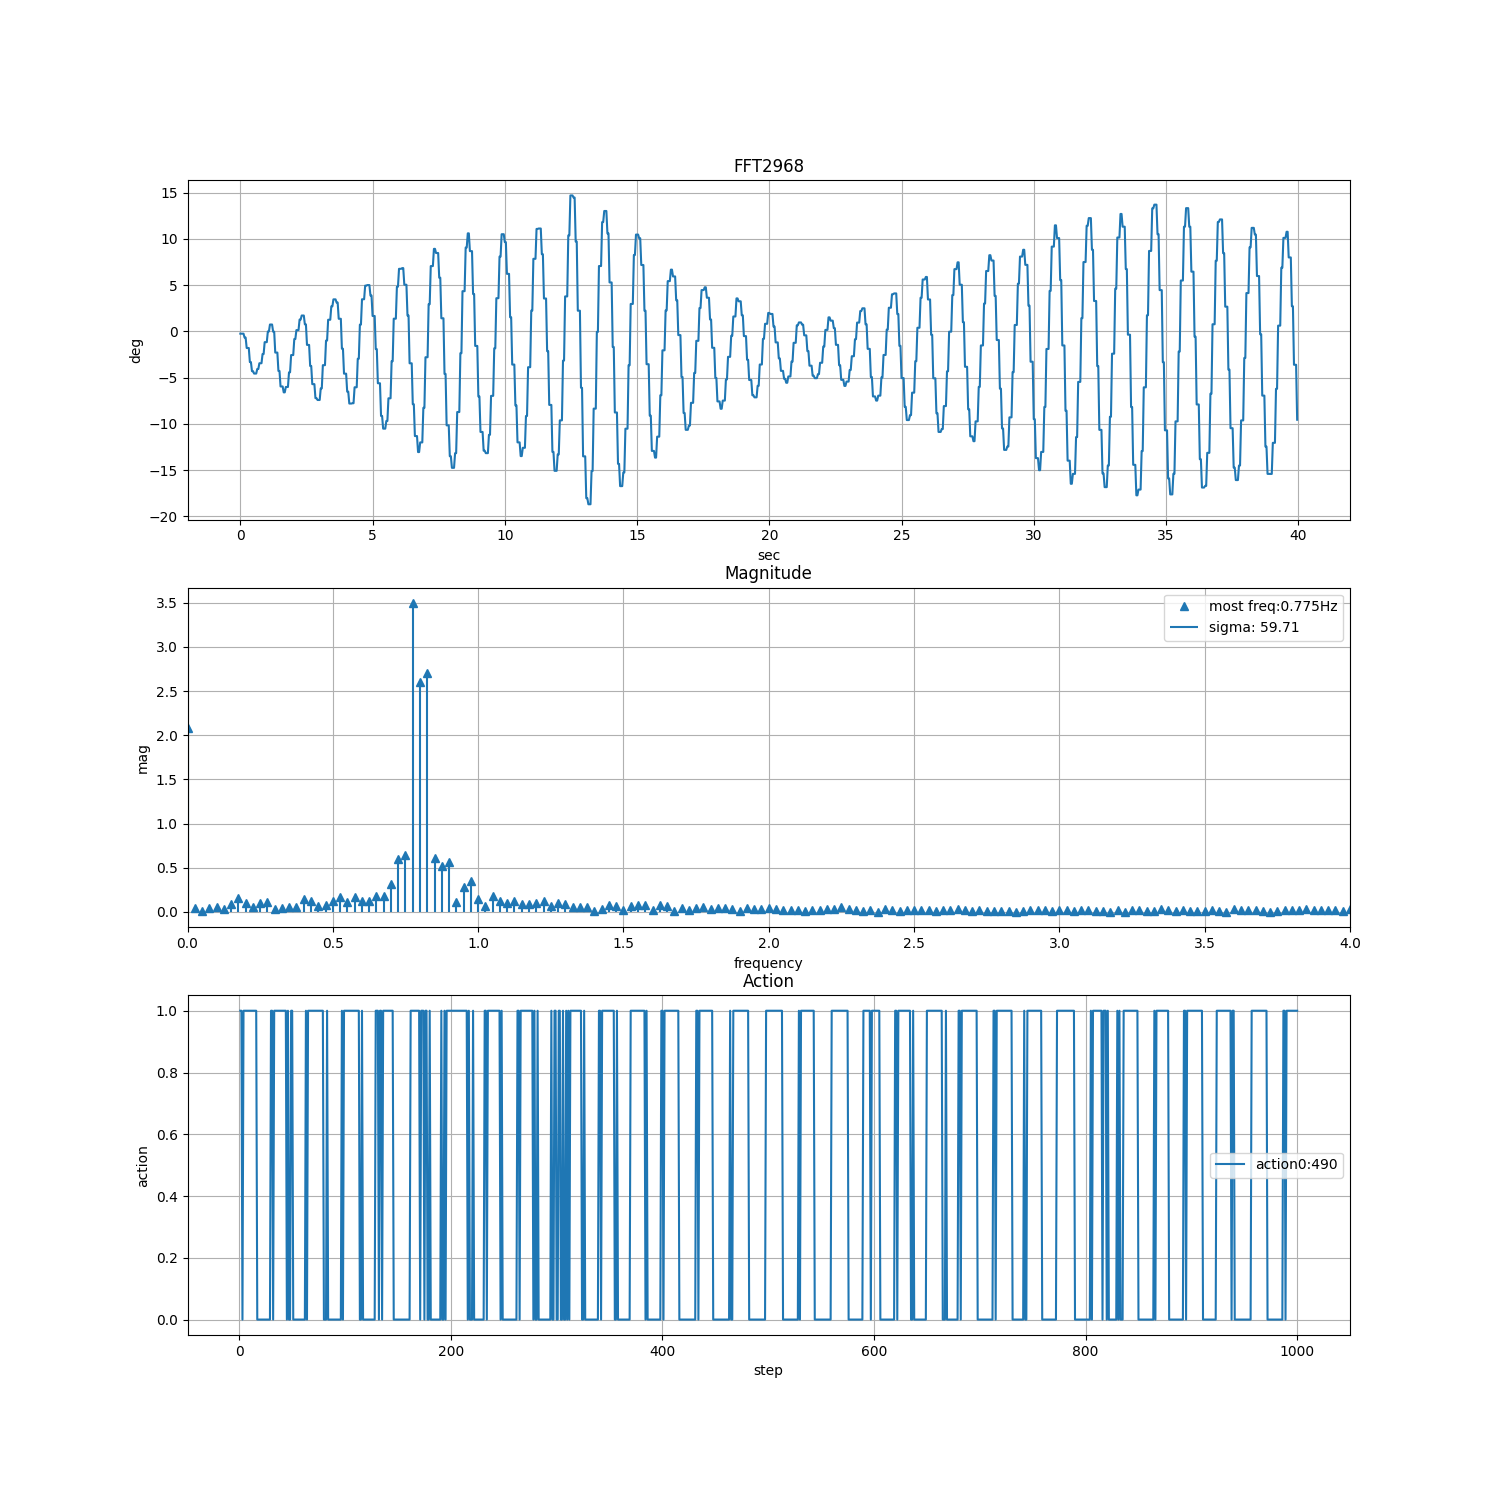 FFT2968
15
10
5
0
−5
−10
−15
−20
deg
0 5 10 15 20 25 30 35 40
sec
Magnitude
3.5
3.0
2.5
2.0
1.5
1.0
0.5
0.0
mag
most freq:0.775Hz
sigma: 59.71
0.0 0.5 1.0 1.5 2.0 2.5 3.0 3.5 4.0
frequency
Action
1.0
0.8
0.6
0.4
0.2
0.0
action
action0:490
0 200 400 600 800 1000
step